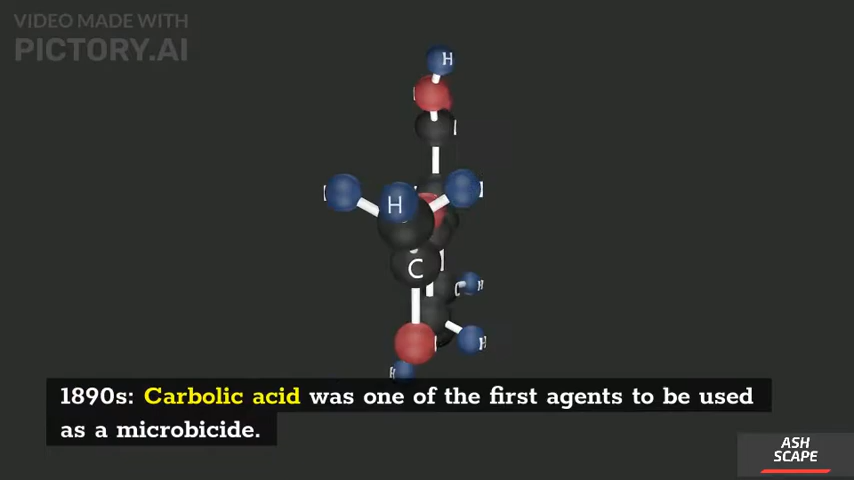 VIDEO MADE WITH
PICTORY.AI
H
H
C
C
H
H
H
1890s: Carbolic acid was one of the first agents to be used
as a microbicide.
ASH
SCAPE